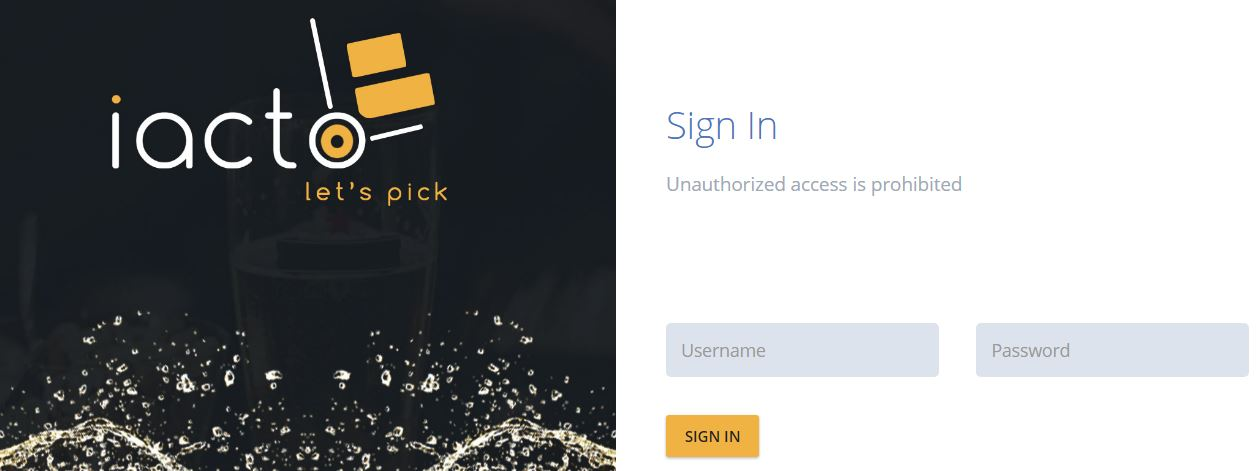 iacto
let's pick
Sign In
Unauthorized access is prohibited
Username
Password
SIGN IN